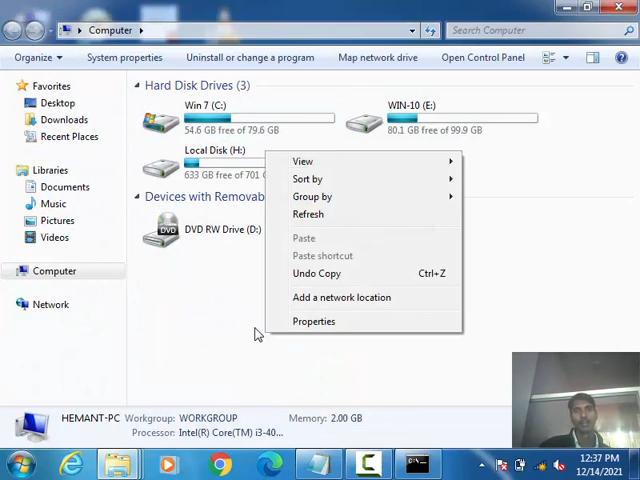 Computer
Search Computer
Organize
System properties
Uninstall or change a program
Map network drive
Open Control Panel
Favorites
Desktop
Downloads
Recent Places
Libraries
Documents
Music
Pictures
Videos
Computer
Network
Hard Disk Drives (3)
Win 7 (C:)
54.6 GB free of 79.6 GB
WIN-10 (E:)
80.1 GB free of 99.9 GB
Local Disk (H:)
633 GB free of 701 G
Devices with Removab
DVD
DVD RW Drive (D:)
View
Sort by
Group by
Refresh
Paste
Paste shortcut
Undo Copy Ctrl+Z
Add a network location
Properties
HEMANT-PC Workgroup: WORKGROUP Memory: 2.00 GB
Processor: Intel(R) Core(TM) i3-40...
12:37 PM
12/14/2021